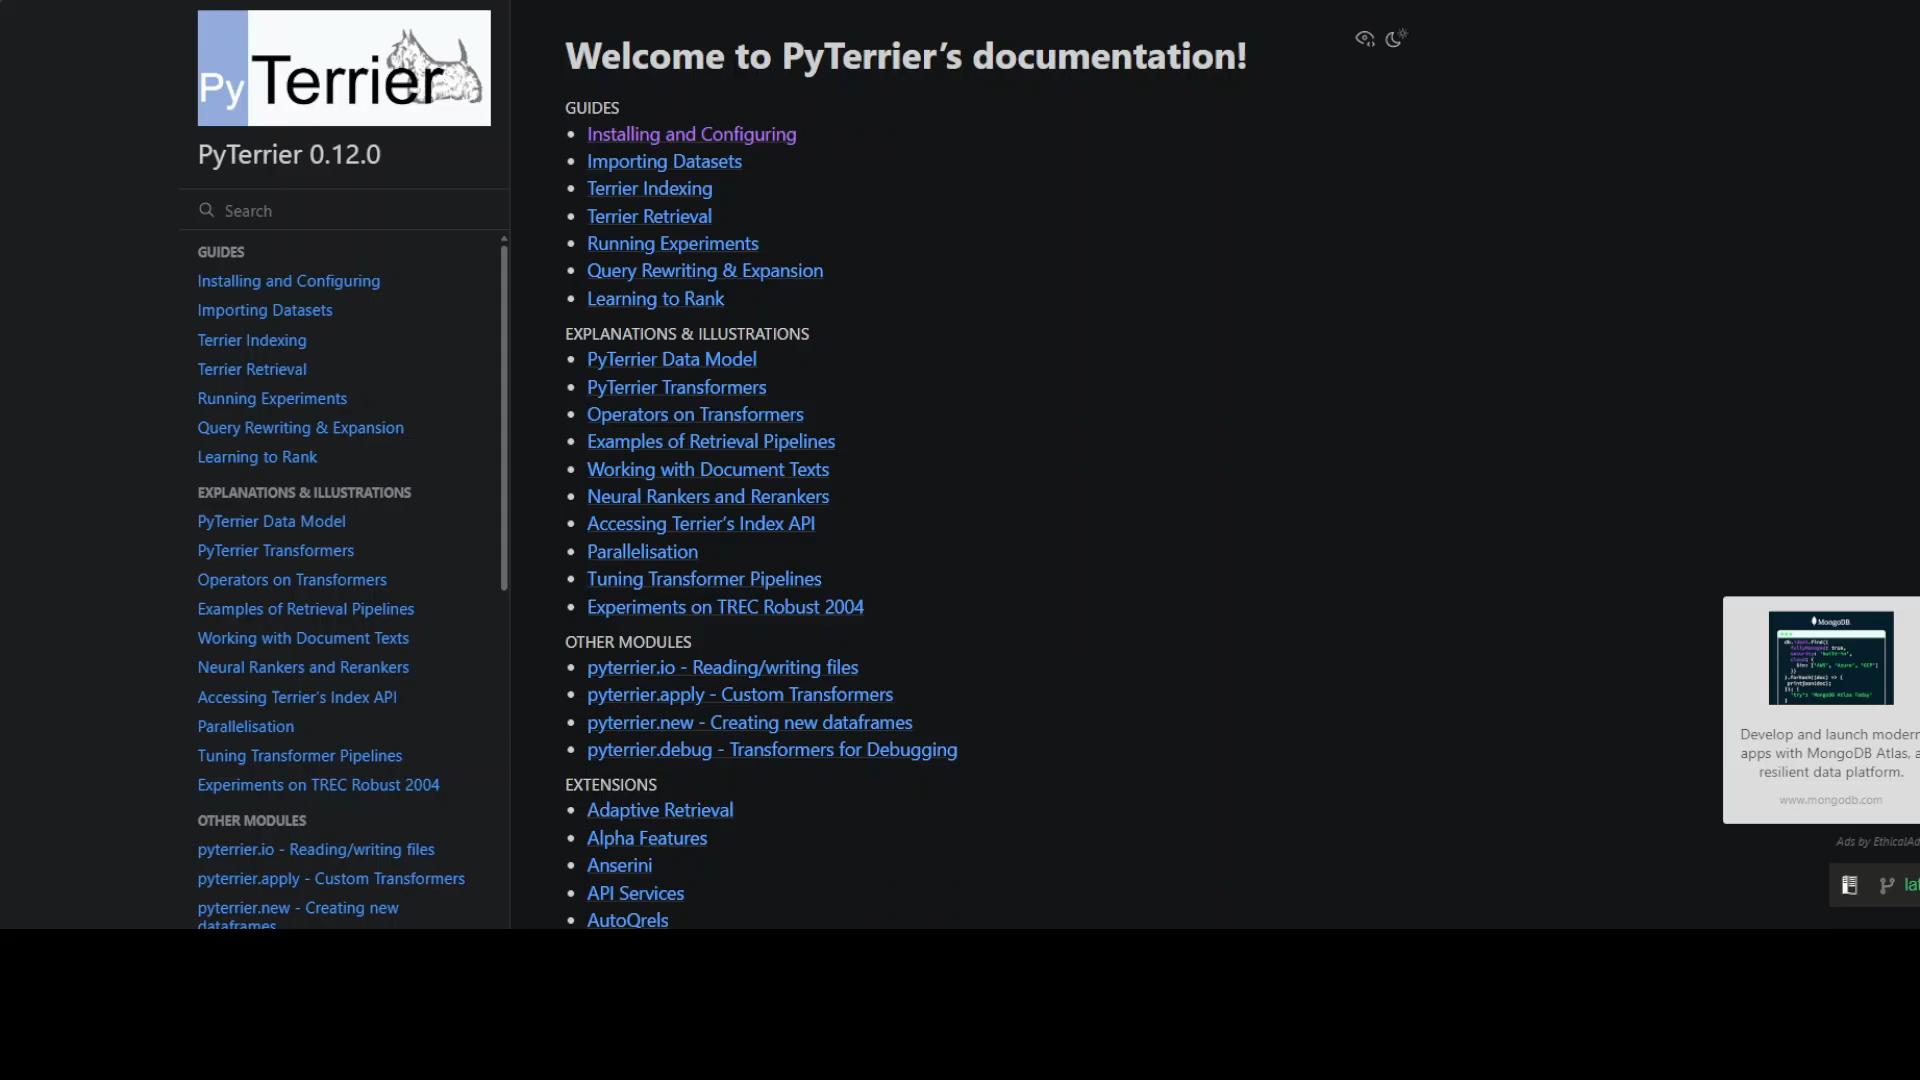 PyTerrier
PyTerrier 0.12.0
Search
GUIDES
Installing and Configuring
Importing Datasets
Terrier Indexing
Terrier Retrieval
Running Experiments
Query Rewriting & Expansion
Learning to Rank
EXPLANATIONS & ILLUSTRATIONS
PyTerrier Data Model
PyTerrier Transformers
Operators on Transformers
Examples of Retrieval Pipelines
Working with Document Texts
Neural Rankers and Rerankers
Accessing Terrier's Index API
Parallelisation
Tuning Transformer Pipelines
Experiments on TREC Robust 2004
OTHER MODULES
pyterrier.io - Reading/writing files
pyterrier.apply - Custom Transformers
pyterrier.new - Creating new
dataframes
Welcome to PyTerrier’s documentation!
GUIDES
Installing and Configuring
Importing Datasets
Terrier Indexing
Terrier Retrieval
Running Experiments
Query Rewriting & Expansion
Learning to Rank
EXPLANATIONS & ILLUSTRATIONS
PyTerrier Data Model
PyTerrier Transformers
Operators on Transformers
Examples of Retrieval Pipelines
Working with Document Texts
Neural Rankers and Rerankers
Accessing Terrier’s Index API
Parallelisation
Tuning Transformer Pipelines
Experiments on TREC Robust 2004
OTHER MODULES
pyterrier.io - Reading/writing files
pyterrier.apply - Custom Transformers
pyterrier.new - Creating new dataframes
pyterrier.debug - Transformers for Debugging
EXTENSIONS
Adaptive Retrieval
Alpha Features
Anserini
API Services
AutoQrels
MongoDB
Develop and launch modern
apps with MongoDB Atlas, a
resilient data platform.
www.mongodb.com
Ads by EthicalAd